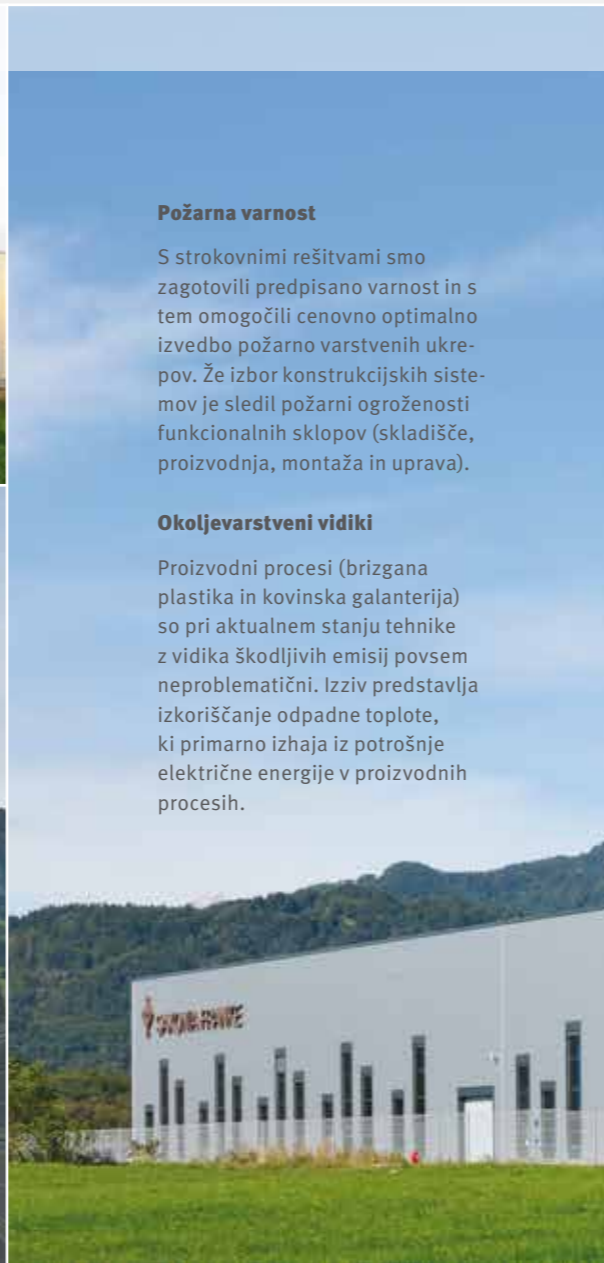 Požarna varnost
S strokovnimi rešitvami smo
zagotovili predpisano varnost in s
tem omogočili cenovno optimalno
izvedbo požarno varstvenih ukre-
pov. Že izbor konstrukcijskih siste-
mov je sledil požarni ogroženosti
funkcionalnih sklopov (skladišče,
proizvodnja, montaža in uprava).
Okoljevarstveni vidiki
Proizvodni procesi (brizgana
plastika in kovinska galanterija)
so pri aktualnem stanju tehnike
z vidika škodljivih emisij povsem
neproblematični. Izziv predstavlja
izkoriščanje odpadne toplote,
ki primarno izhaja iz potrošnje
električne energije v proizvodnih
procesih.